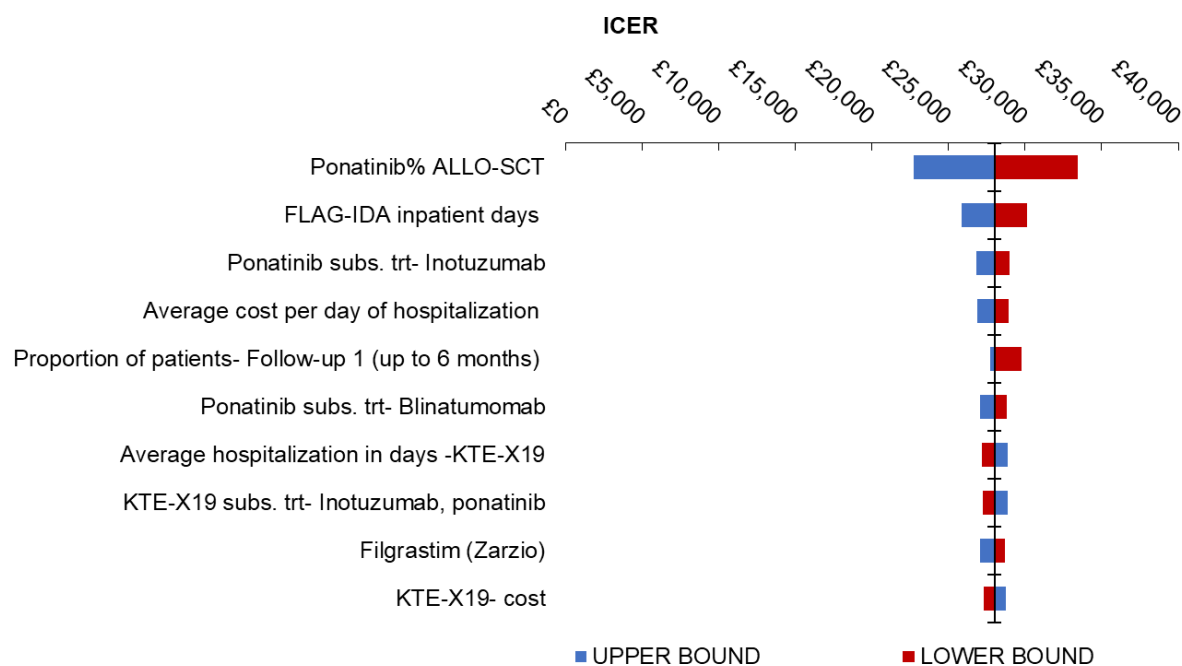 ICER
£0
£5,000
£10,000
£15,000
£20,000
£25,000
£30,000
£35,000
£40,000
Ponatinib% ALLO-SCT
FLAG-IDA inpatient days
Ponatinib subs. trt- Inotuzumab
Average cost per day of hospitalization
Proportion of patients- Follow-up 1 (up to 6 months)
Ponatinib subs. trt- Blinatumomab
Average hospitalization in days -KTE-X19
KTE-X19 subs. trt- Inotuzumab, ponatinib
Filgrastim (Zarzio)
KTE-X19- cost
UPPER BOUND
LOWER BOUND